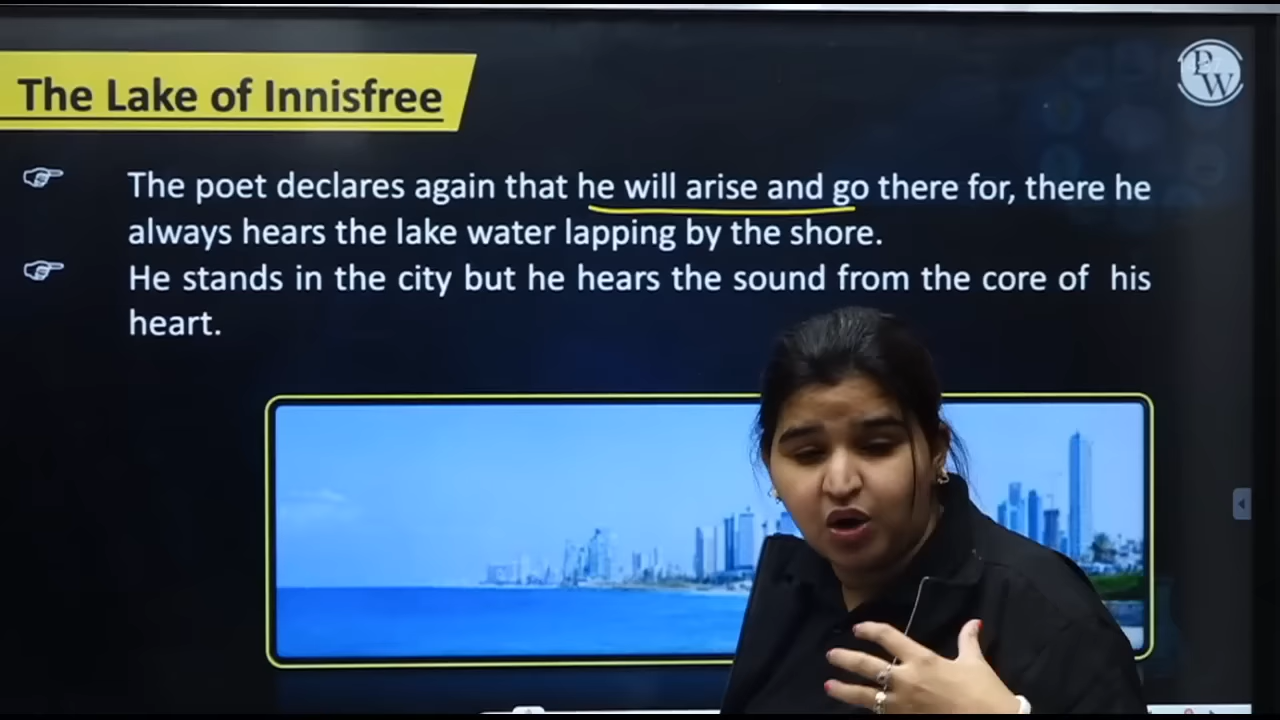 The Lake of Innisfree
PW
The poet declares again that he will arise and go there for, there he
always hears the lake water lapping by the shore.
He stands in the city but he hears the sound from the core of his
heart.